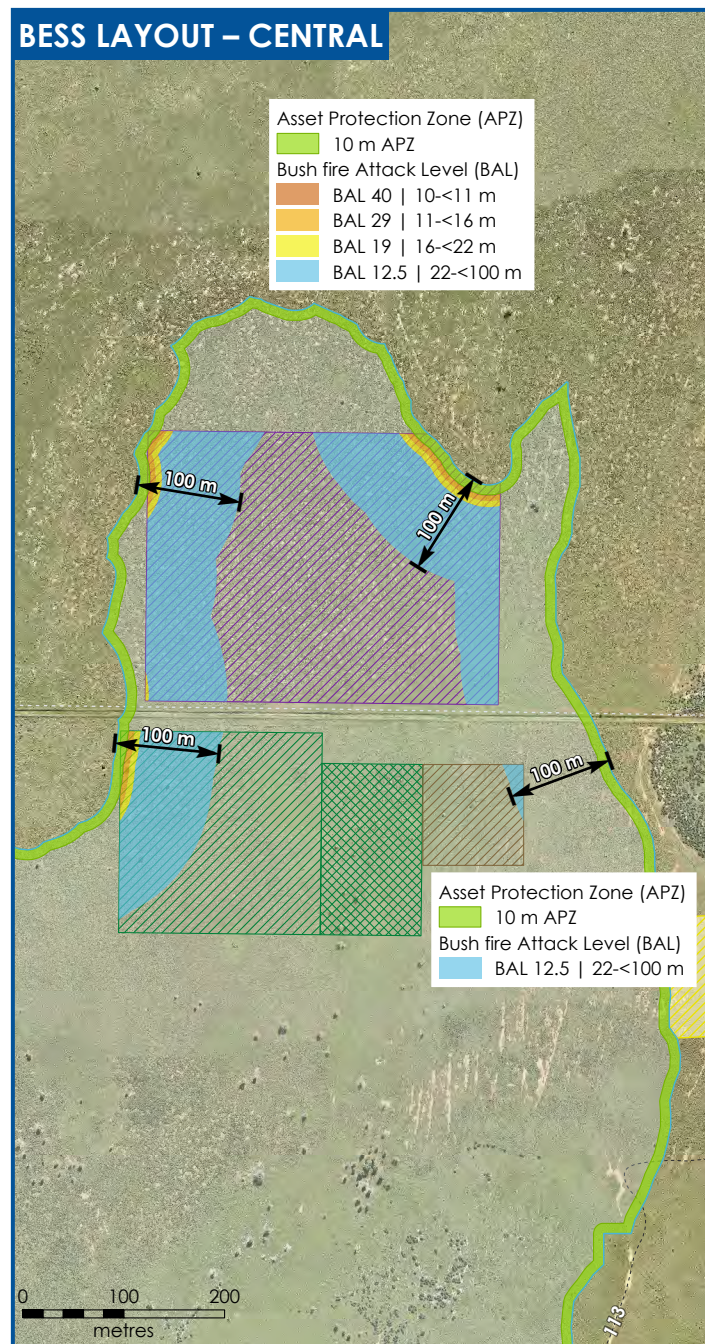 BESS LAYOUT – CENTRAL
Asset Protection Zone (APZ)
10 m APZ
Bush fire Attack Level (BAL)
BAL 40 | 10-<11 m
BAL 29 | 11-<16 m
BAL 19 | 16-<22 m
BAL 12.5 | 22-<100 m
100 m
100 m
100 m
100 m
Asset Protection Zone (APZ)
10 m APZ
Bush fire Attack Level (BAL)
BAL 12.5 | 22-<100 m
0 100 200
metres
113